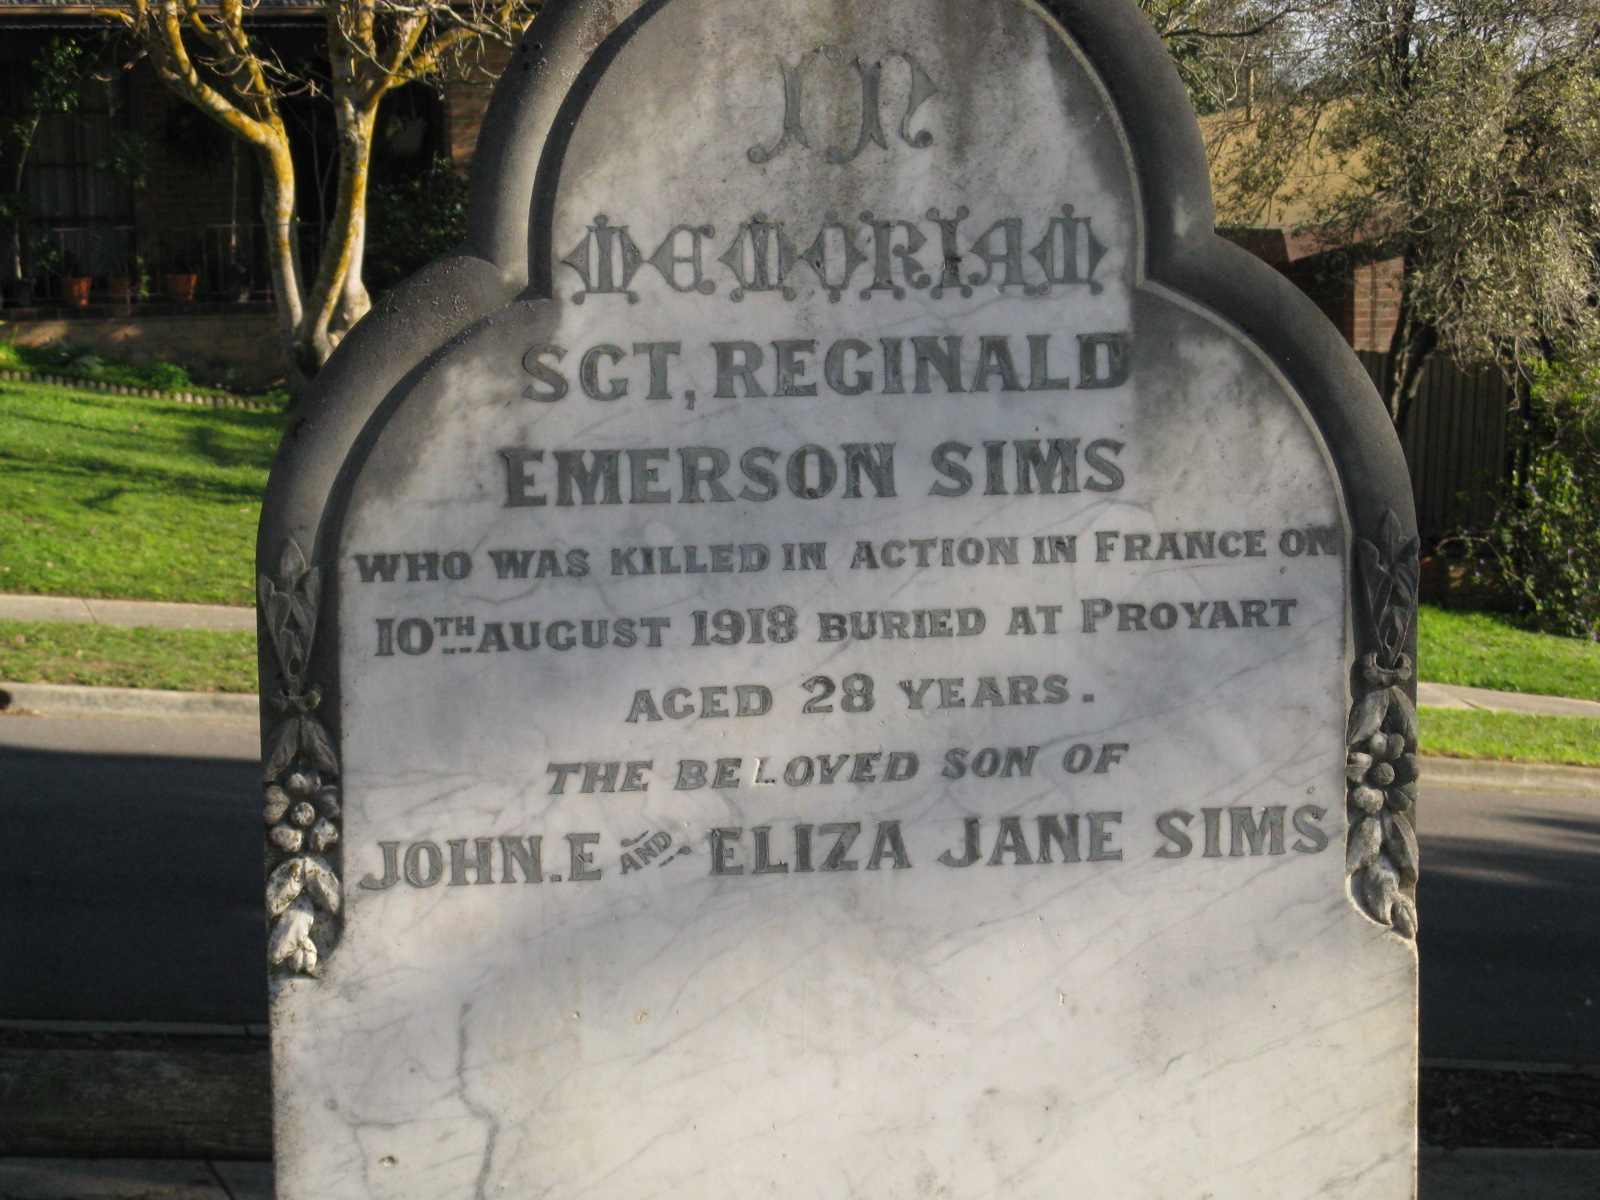 In
MEMORIAM
SGT, REGINALD
EMERSON SIMS
WHO WAS KILLED IN ACTION IN FRANCE ON
10TH AUGUST 1918 BURIED AT PROYART
AGED 28 YEARS.
THE BELOVED SON OF
JOHN.E AND ELIZA JANE SIMS